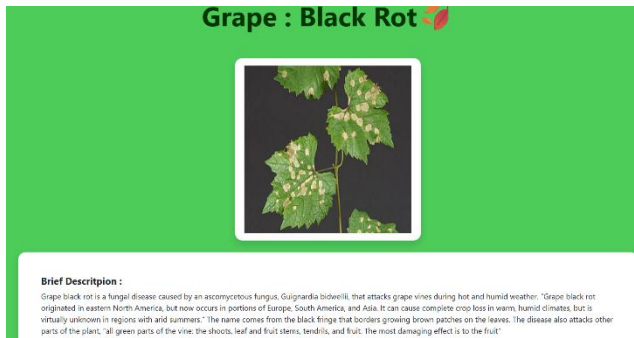 Grape : Black Rot
Brief Descritpion :
Grape black rot is a fungal disease caused by an ascomycetous fungus, Guignardia bidwellii, that attacks grape vines during hot and humid weather. "Grape black rot
originated in eastern North America, but now occurs in portions of Europe, South America, and Asia. It can cause complete crop loss in warm, humid climates, but is
virtually unknown in regions with arid summers." The name comes from the black fringe that borders growing brown patches on the leaves. The disease also attacks other
parts of the plant, "all green parts of the vine: the shoots, leaf and fruit stems, tendrils, and fruit. The most damaging effect is to the fruit"